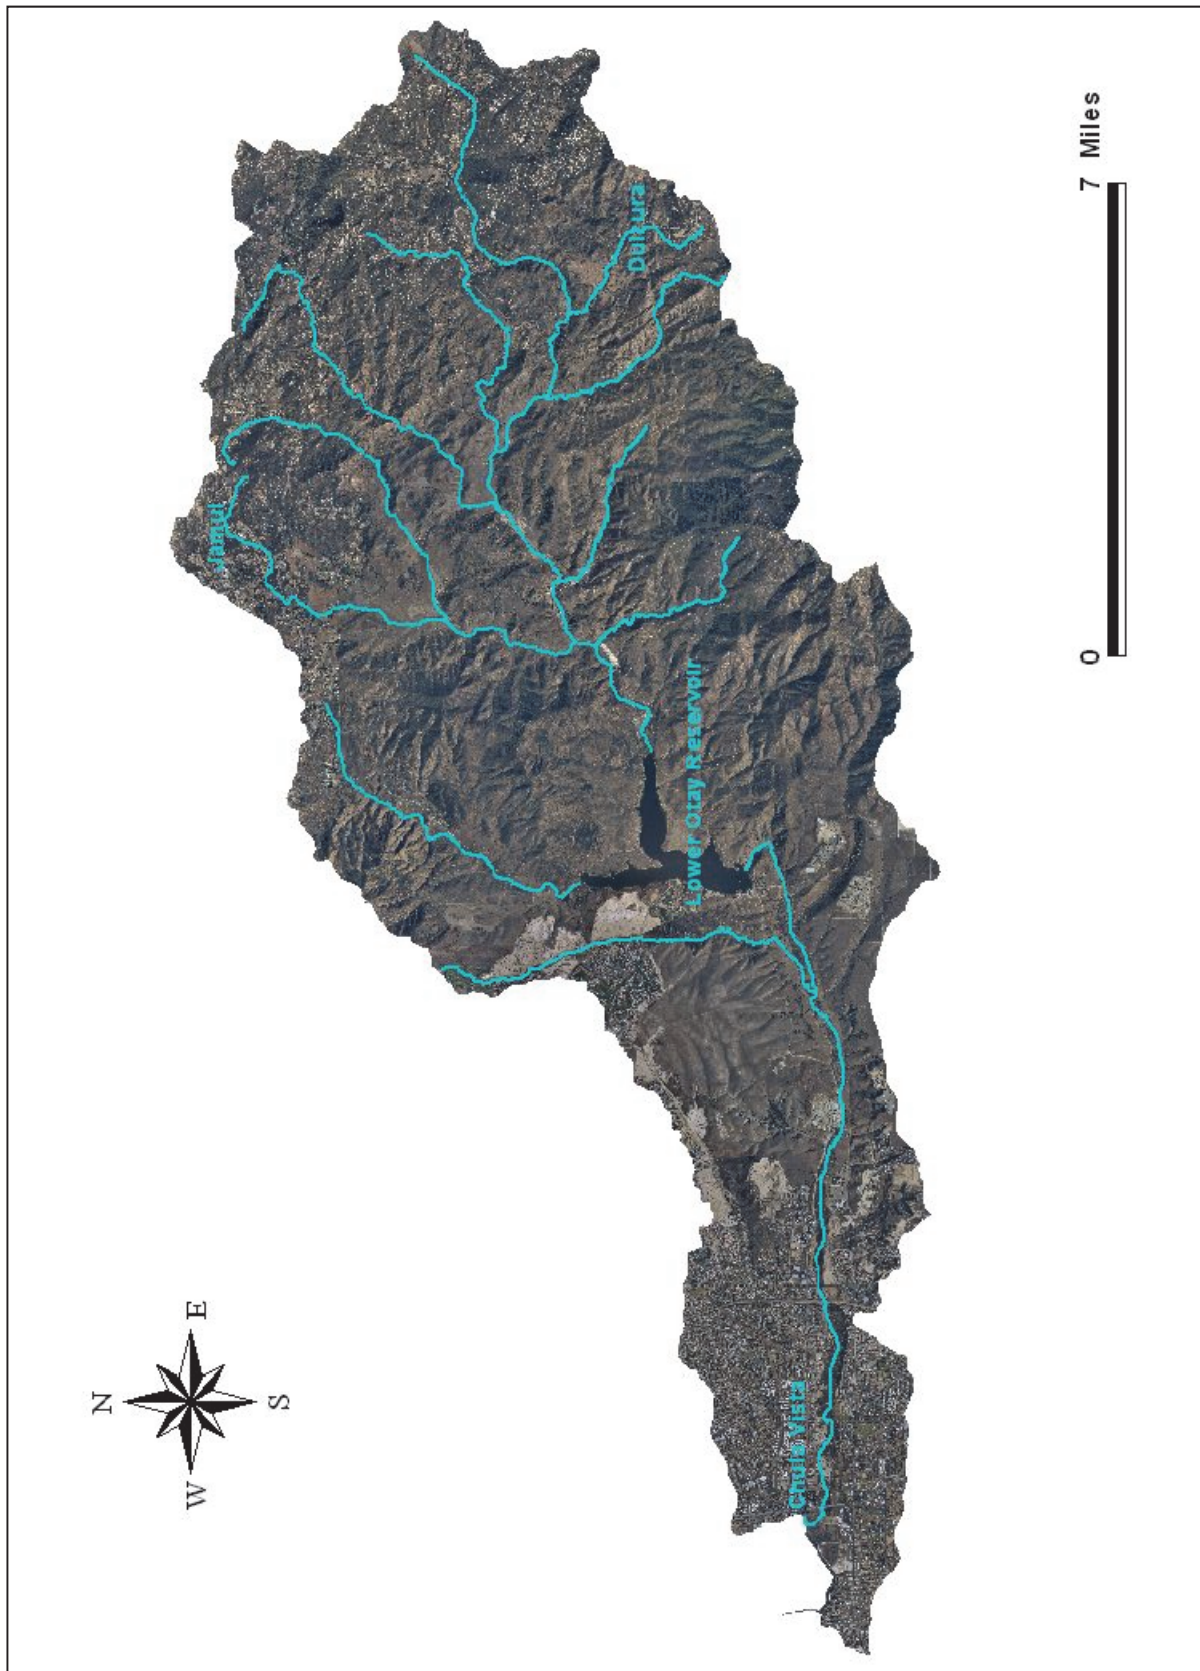 N
W E
S
Jamul
Dulzura
Lower Otay Reservoir
Chula Vista
0 7 Miles